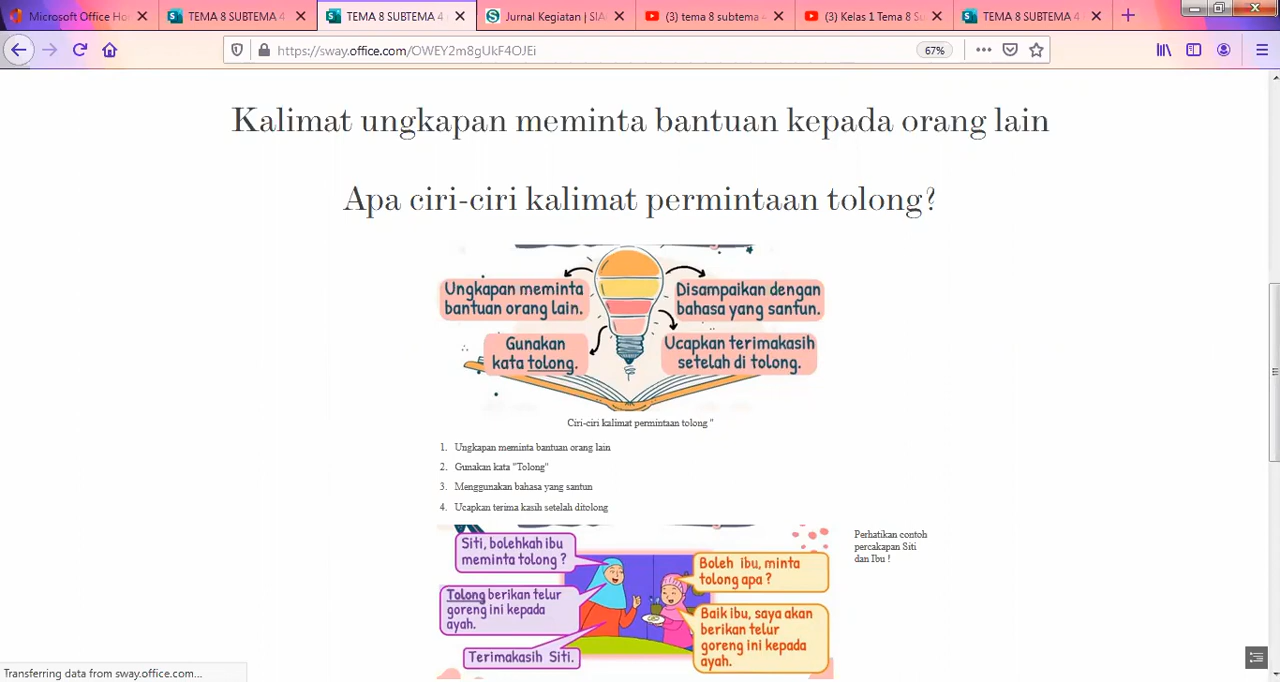 Microsoft Office Ho
TEMA 8 SUBTEMA 4
TEMA 8 SUBTEMA 4
Jurnal Kegiatan | SIA
(3) tema 8 subtema
(3) Kelas 1 Tema 8 S
TEMA 8 SUBTEMA 4
https://sway.office.com/OWEY2m8gUkF4OJEi
67%
Kalimat ungkapan meminta bantuan kepada orang lain
Apa ciri-ciri kalimat permintaan tolong?
Ungkapan meminta
bantuan orang lain.
Disampaikan dengan
bahasa yang santun.
Gunakan
kata tolong.
Ucapkan terimakasih
setelah di tolong.
Ciri-ciri kalimat permintaan tolong."
1. Ungkapan meminta bantuan orang lain
2. Gunakan kata "Tolong"
3. Menggunakan bahasa yang santun
4. Ucapkan terima kasih setelah ditolong
Siti, bolehkah ibu
meminta tolong ?
Boleh ibu, minta
tolong apa ?
Tolong berikan telur
goreng ini kepada
ayah.
Baik ibu, saya akan
berikan telur
goreng ini kepada
ayah.
Terimakasih Siti.
Perhatikan contoh
percakapan Siti
dan Ibu !
Transferring data from sway.office.com...